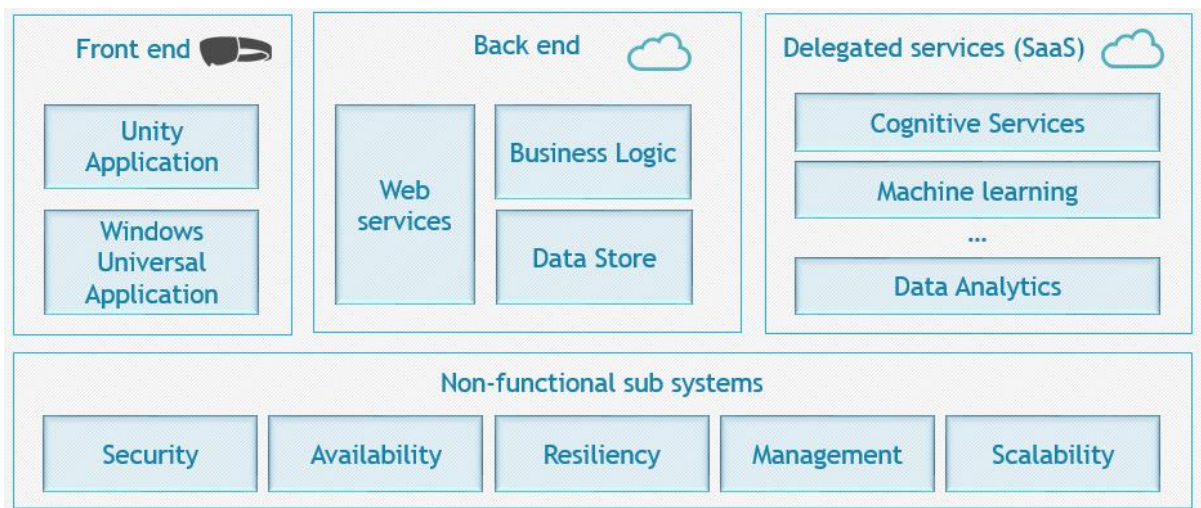 Front end
Unity
Application
Windows
Universal
Application
Back end
Web
services
Business Logic
Data Store
Delegated services (SaaS)
Cognitive Services
Machine learning
...
Data Analytics
Non-functional sub systems
Security
Availability
Resiliency
Management
Scalability